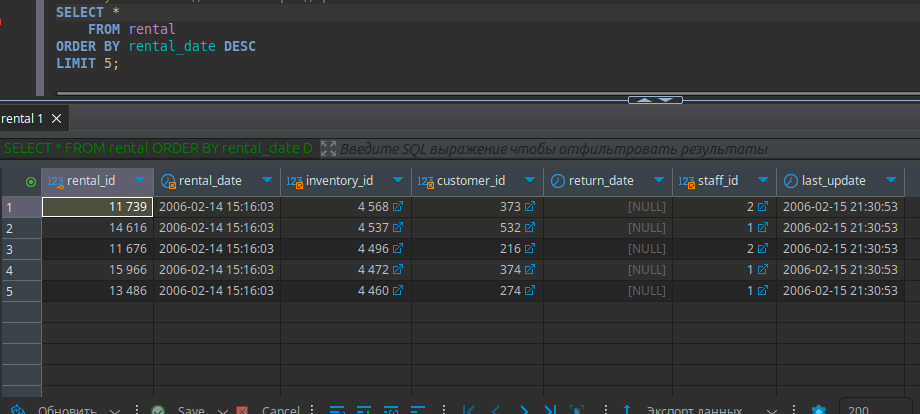 SELECT *
FROM rental
ORDER BY rental_date DESC
LIMIT 5;
rental 1
SELECT * FROM rental ORDER BY rental_date D Введите SQL выражение чтобы отфильтровать результаты
123 rental_id rental_date 123 inventory_id 123 customer_id return_date 123 staff_id last_update
1 11 739 2006-02-14 15:16:03 4 568 373 [NULL] 2 2006-02-15 21:30:53
2 14 616 2006-02-14 15:16:03 4 537 532 [NULL] 1 2006-02-15 21:30:53
3 11 676 2006-02-14 15:16:03 4 496 216 [NULL] 2 2006-02-15 21:30:53
4 15 966 2006-02-14 15:16:03 4 472 374 [NULL] 1 2006-02-15 21:30:53
5 13 486 2006-02-14 15:16:03 4 460 274 [NULL] 1 2006-02-15 21:30:53
Обновить Save Cancel Экспорт данных 200